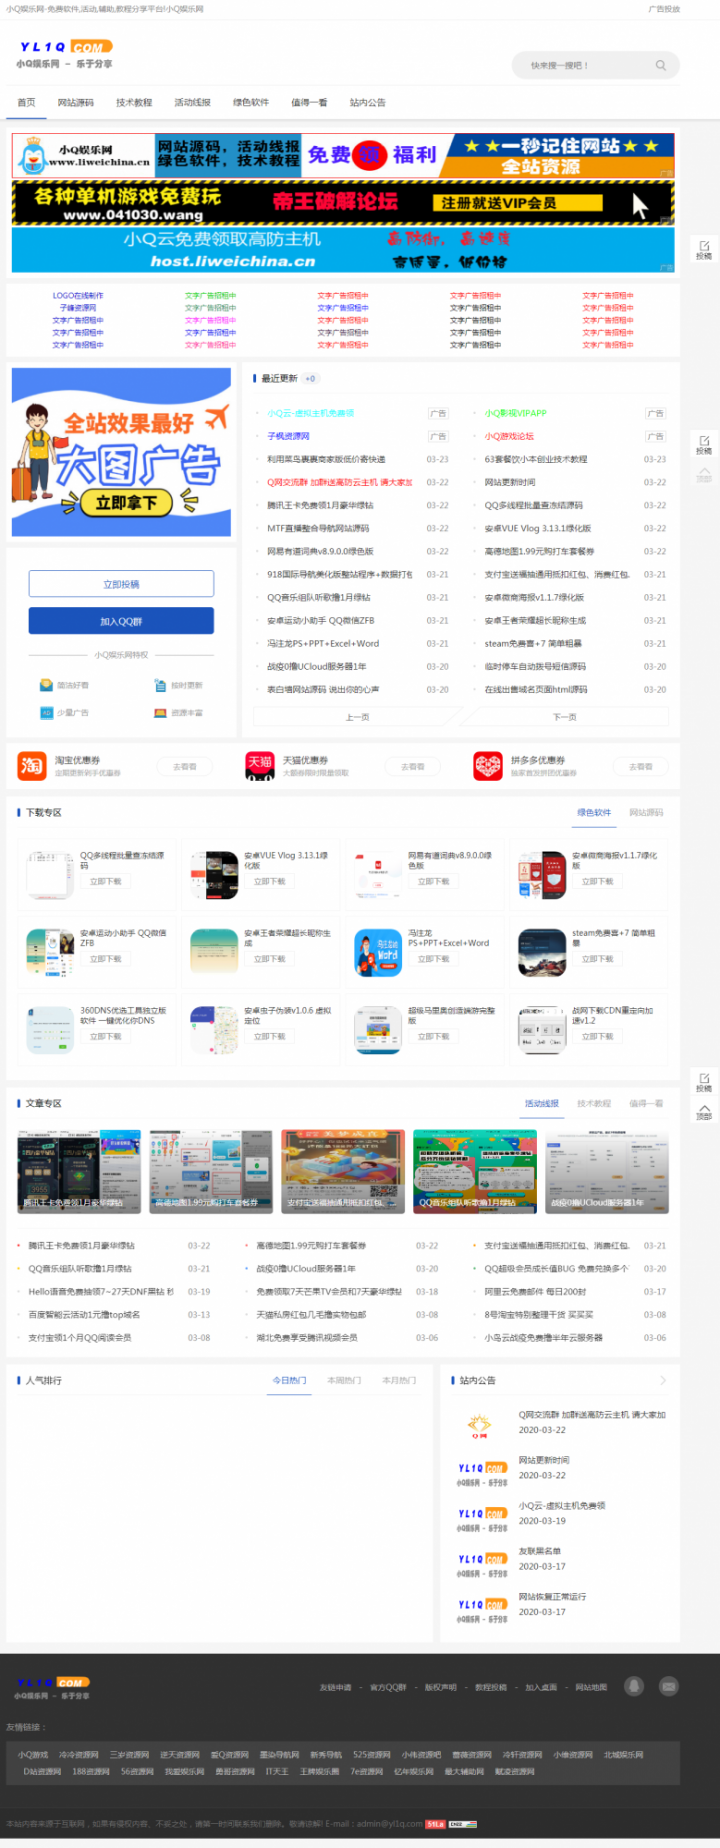 小Q娱乐网-免费软件,活动,辅助,教程分享平台!小Q娱乐网
广告投放
YL1Q COM
小Q娱乐网 - 乐于分享
快来搜一搜吧！
首页 网站源码 技术教程 活动线报 绿色软件 值得一看 站内公告
小Q娱乐网
www.liweichina.cn
网站源码，活动线报
绿色软件，技术教程
免费 领 福利
★★一秒记住网站★★
全站资源
各种单机游戏免费玩
www.041030.wang
帝王破解论坛
注册就送VIP会员
小Q云免费领取高防主机
host.liweichina.cn
投稿
LOGO在线制作 文字广告招租中 文字广告招租中 文字广告招租中 文字广告招租中
子峰资源网 文字广告招租中 文字广告招租中 文字广告招租中 文字广告招租中
文字广告招租中 文字广告招租中 文字广告招租中 文字广告招租中 文字广告招租中
文字广告招租中 文字广告招租中 文字广告招租中 文字广告招租中 文字广告招租中
文字广告招租中 文字广告招租中 文字广告招租中 文字广告招租中 文字广告招租中
全站效果最好
大图广告
立即拿下
立即投稿
加入QQ群
小Q娱乐网特权
简洁好看 按时更新
少量广告 资源丰富
最近更新 +0
小Q云-虚拟主机免费领 广告 小Q影视VIPAPP 广告
子枫资源网 广告 小Q游戏论坛 广告
利用菜鸟裹裹商家版低价寄快递 03-23 63套餐饮小本创业技术教程 03-23
Q网交流群 加群送高防云主机 请大家加 03-22 网站更新时间 03-22
腾讯王卡免费领1月豪华绿钻 03-22 QQ多线程批量查冻结源码 03-22
MTF直播整合导航网站源码 03-22 安卓VUE Vlog 3.13.1绿化版 03-22
网易有道词典v8.9.0.0绿色版 03-22 高德地图1.99元购打车套餐券 03-22
918国际导航美化版整站程序+数据打包 03-21 支付宝送福抽通用抵扣红包、消费红包. 03-21
QQ音乐组队听歌撸1月绿钻 03-21 安卓微商海报v1.1.7绿化版 03-21
安卓运动小助手 QQ微信ZFB 03-21 安卓王者荣耀超长昵称生成 03-21
冯注龙PS+PPT+Excel+Word 03-21 steam免费喜+7 简单粗暴 03-21
战疫0撸UCloud服务器1年 03-20 临时停车自动拨号短信源码 03-20
表白墙网站源码 说出你的心声 03-20 在线出售域名页面html源码 03-20
上一页 下一页
投稿
顶部
淘 淘宝优惠券 去看看
定期更新剁手优惠券
天猫 天猫优惠券 去看看
大额券限时限量领取
拼多多优惠券 去看看
独家首发拼团优惠券
下载专区 绿色软件 网站源码
QQ多线程批量查冻结源码
立即下载
安卓VUE Vlog 3.13.1绿化版
立即下载
网易有道词典v8.9.0.0绿色版
立即下载
安卓微商海报v1.1.7绿化版
立即下载
安卓运动小助手 QQ微信ZFB
立即下载
安卓王者荣耀超长昵称生成
立即下载
冯注龙PS+PPT+Excel+Word
立即下载
steam免费喜+7 简单粗暴
立即下载
360DNS优选工具独立版软件 一键优化你DNS
立即下载
安卓虫子伪装v1.0.6 虚拟定位
立即下载
超级马里奥创造端游完整版
立即下载
战网下载CDN重定向加速v1.2
立即下载
投稿
顶部
文章专区 活动线报 技术教程 值得一看
腾讯王卡免费领1月豪华绿钻 高德地图1.99元购打车套餐券 支付宝送福抽通用抵扣红包、 QQ音乐组队听歌撸1月绿钻 战疫0撸UCloud服务器1年
腾讯王卡免费领1月豪华绿钻 03-22 高德地图1.99元购打车套餐券 03-22 支付宝送福抽通用抵扣红包、消费红包. 03-21
QQ音乐组队听歌撸1月绿钻 03-21 战疫0撸UCloud服务器1年 03-20 QQ超级会员成长值BUG 免费兑换多个 03-20
Hello语音免费抽领7~27天DNF黑钻 秒 03-19 免费领取7天芒果TV会员和7天豪华绿钻 03-18 阿里云免费邮件 每日200封 03-17
百度智能云活动1元撸top域名 03-13 天猫私房红包几毛撸实物包邮 03-08 8号淘宝特别整理干货 买买买 03-08
支付宝领1个月QQ阅读会员 03-08 湖北免费享受腾讯视频会员 03-06 小鸟云战疫免费撸半年云服务器 03-06
人气排行 今日热门 本周热门 本月热门
站内公告
Q网交流群 加群送高防云主机 请大家加
2020-03-22
网站更新时间
2020-03-22
小Q云-虚拟主机免费领
2020-03-19
友联黑名单
2020-03-17
网站恢复正常运行
2020-03-17
YL1Q COM
小Q娱乐网 - 乐于分享
友链申请 - 官方QQ群 - 版权声明 - 教程投稿 - 加入桌面 - 网站地图
友情链接：
小Q游戏 冷冷资源网 三岁资源网 逆天资源网 爱Q资源网 墨染导航网 新秀导航 525资源网 小伟资源吧 蔷薇资源网 冷轩资源网 小维资源网 北城娱乐网
D站资源网 188资源网 56资源网 我爱娱乐网 勇哥资源网 IT天王 王牌娱乐圈 7e资源网 亿年娱乐网 最大辅助网 赋凌资源网
本站内容来源于互联网，如果有侵权内容、不妥之处，请第一时间联系我们删除。敬请谅解! E-mail：admin@yl1q.com 51La